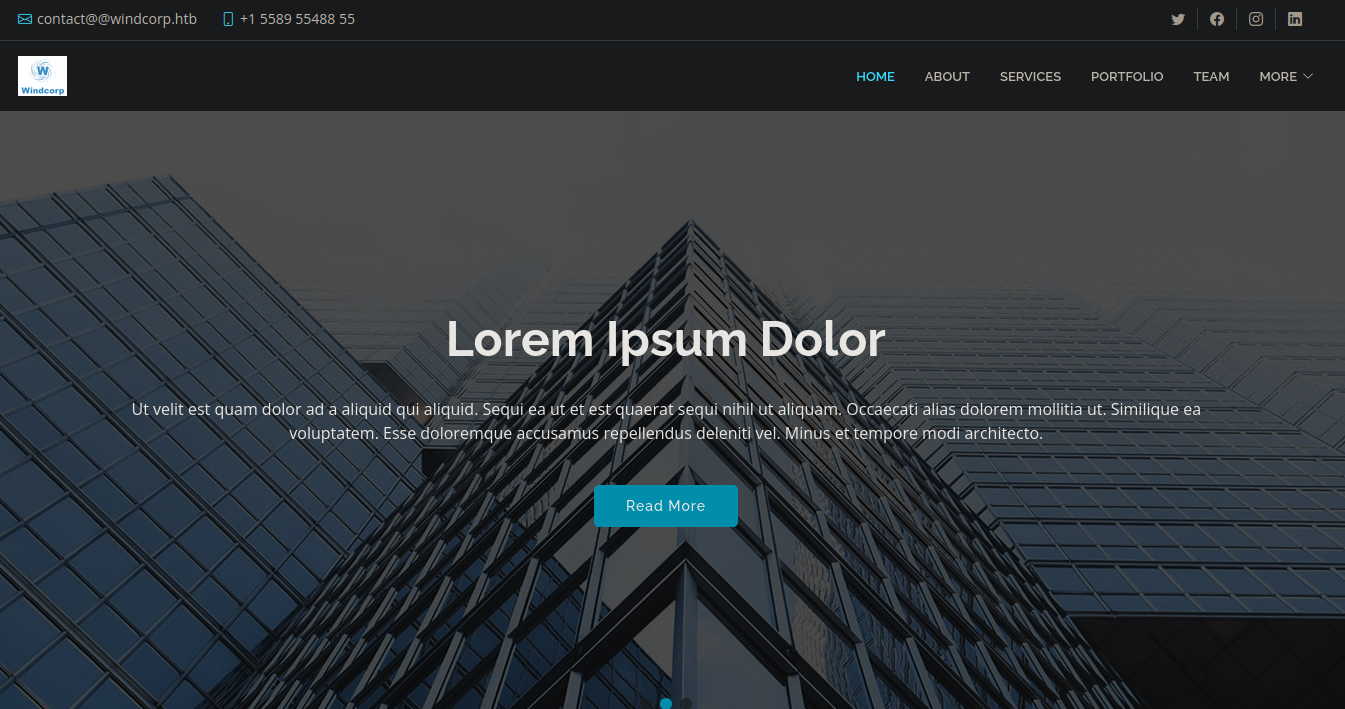 contact@@windcorp.htb +1 5589 55488 55
W
Windcorp
HOME ABOUT SERVICES PORTFOLIO TEAM MORE
Lorem Ipsum Dolor
Ut velit est quam dolor ad a aliquid qui aliquid. Sequi ea ut et est quaerat sequi nihil ut aliquam. Occaecati alias dolorem mollitia ut. Similique ea
voluptatem. Esse doloremque accusamus repellendus deleniti vel. Minus et tempore modi architecto.
Read More